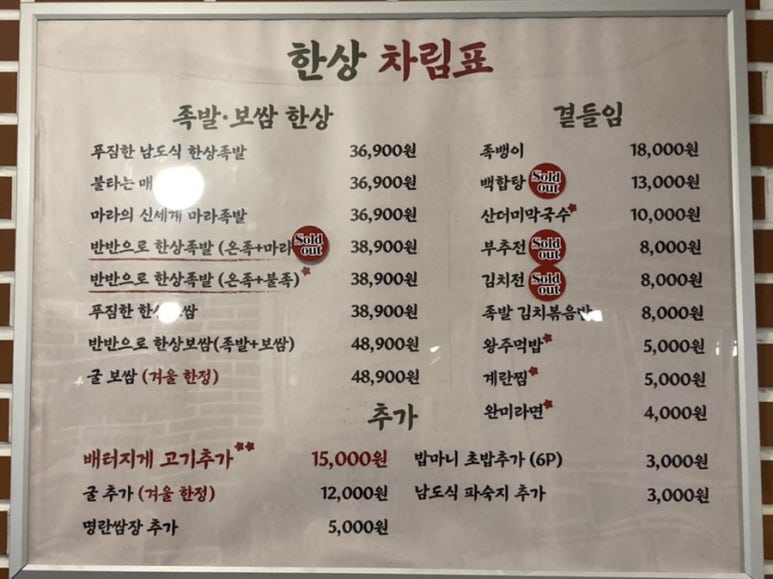 한상 차림표
족발·보쌈 한상
푸짐한 남도식 한상족발 36,900원
불타는 매 36,900원
마라의 신세계 마라족발 36,900원
반반으로 한상족발 (온족+마라 Sold out 38,900원
반반으로 한상족발 (온족+불족) 38,900원
푸짐한 한상보쌈 38,900원
반반으로 한상보쌈(족발+보쌈) 48,900원
굴 보쌈 (겨울 한정) 48,900원
곁들임
족뱅이 18,000원
백합탕 Sold out 13,000원
산더미막국수 10,000원
부추전 Sold out 8,000원
김치전 Sold out 8,000원
족발 김치볶음밥 8,000원
왕주먹밥 5,000원
계란찜 5,000원
완미라면 4,000원
추가
배터지게 고기추가 15,000원
굴 추가 (겨울 한정) 12,000원
명란쌈장 추가 5,000원
밥마니 초밥추가 (6P) 3,000원
남도식 파숙지 추가 3,000원